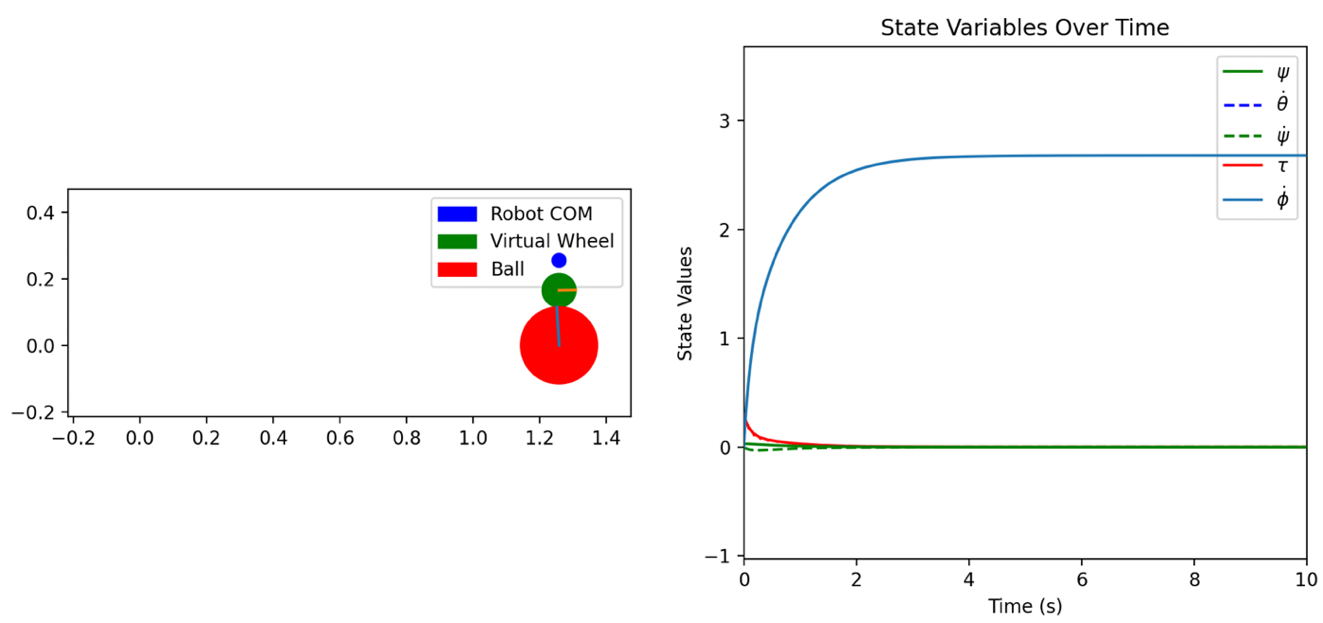 0.4
0.2
0.0
−0.2
−0.2 0.0 0.2 0.4 0.6 0.8 1.0 1.2 1.4
Robot COM
Virtual Wheel
Ball
State Variables Over Time
State Values
3
2
1
0
−1
0 2 4 6 8 10
Time (s)
ψ
θ̇
ψ̇
τ
ϕ̇